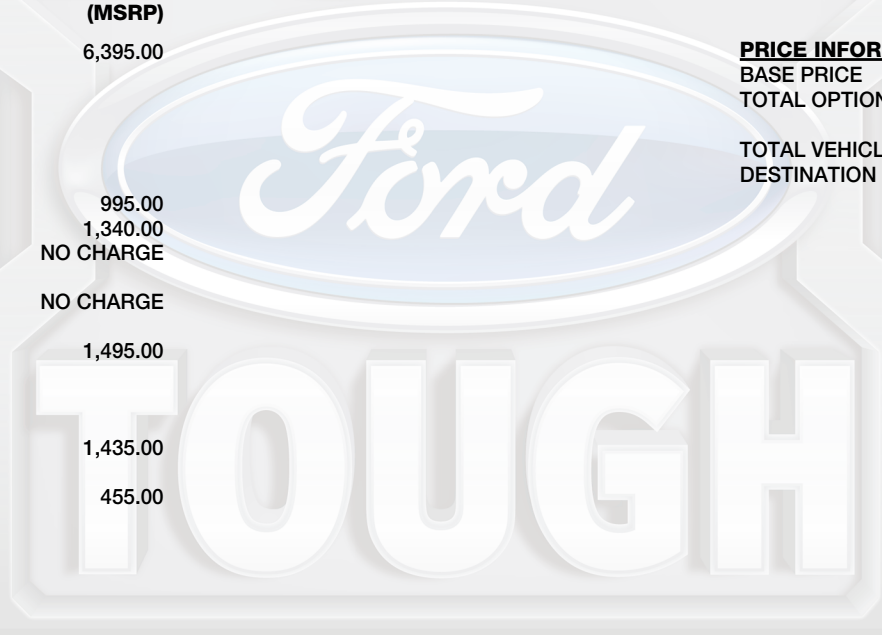 (MSRP)
6,395.00
995.00
1,340.00
NO CHARGE
NO CHARGE
1,495.00
1,435.00
455.00
PRICE INFOR
BASE PRICE
TOTAL OPTION
TOTAL VEHICL
DESTINATION
Ford
TOUGH